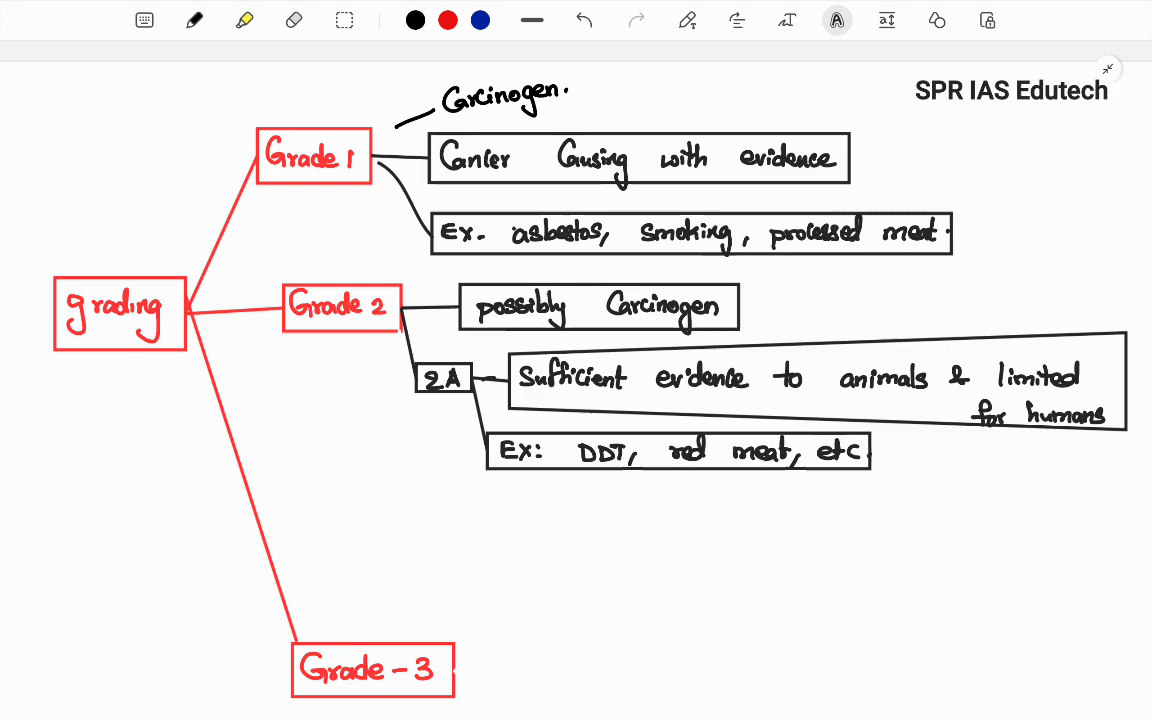 SPR IAS Edutech
Carcinogen.
Grade 1
Cancer Causing with evidence
Ex. asbestos, smoking, processed meat.
grading
Grade 2
possibly Carcinogen
2A
Sufficient evidence to animals & limited
for humans
Ex: DDT, red meat, etc.
Grade - 3